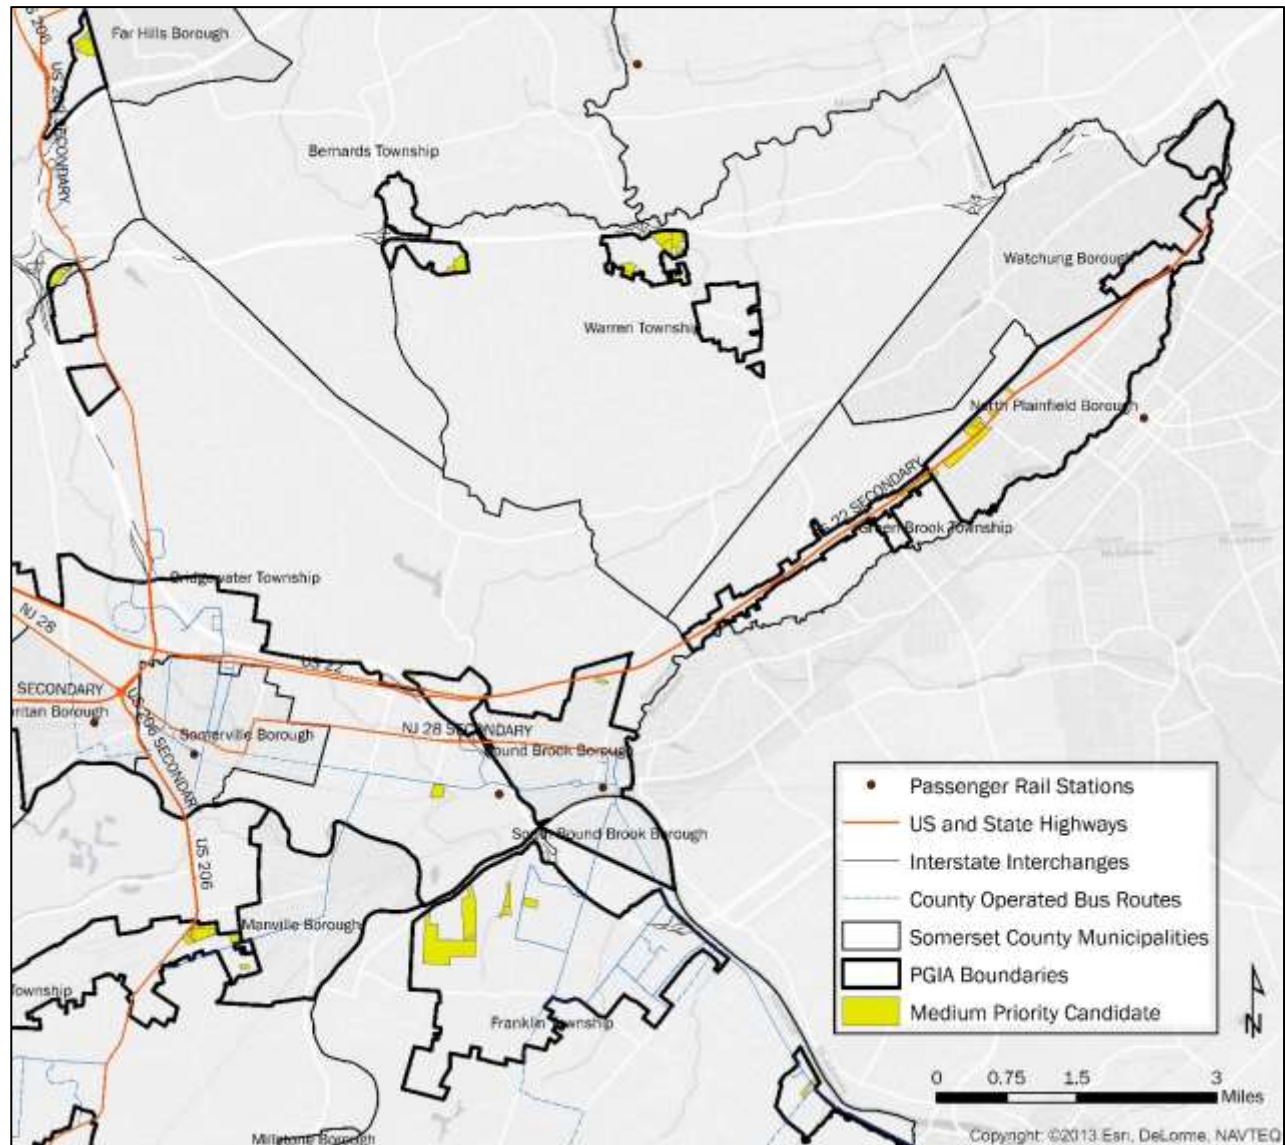 Far Hills Borough
US 206
US 202 SECONDARY
Bernards Township
Watchung Borough
Warren Township
North Plainfield Borough
US 22 SECONDARY
Green Brook Township
Bridgewater Township
NJ 28
US 22
SECONDARY
ritan Borough
US 206 SECONDARY
Somerville Borough
NJ 28 SECONDARY
ound Brook Borough
South Bound Brook Borough
US 206
Manville Borough
Township
Franklin Township
Millstone Borough
Passenger Rail Stations
US and State Highways
Interstate Interchanges
County Operated Bus Routes
Somerset County Municipalities
PGIA Boundaries
Medium Priority Candidate
N
0 0.75 1.5 3
Miles
Copyright: ©2013 Esri, DeLorme, NAVTEQ